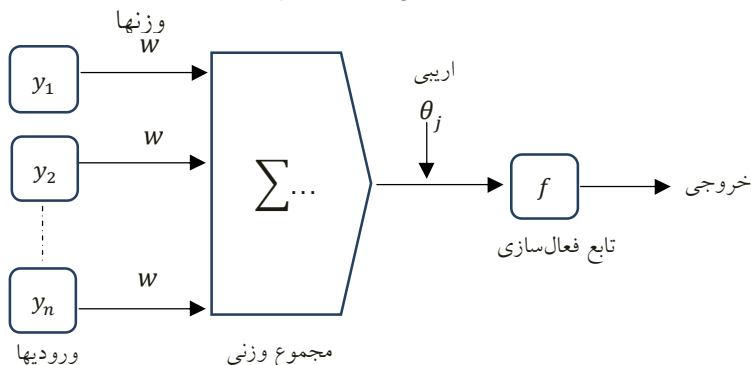 وزنها
w
y₁
اریبی
θⱼ
w
y₂
∑...
f
خروجی
تابع فعال‌سازی
w
yₙ
ورودیها
مجموع وزنی